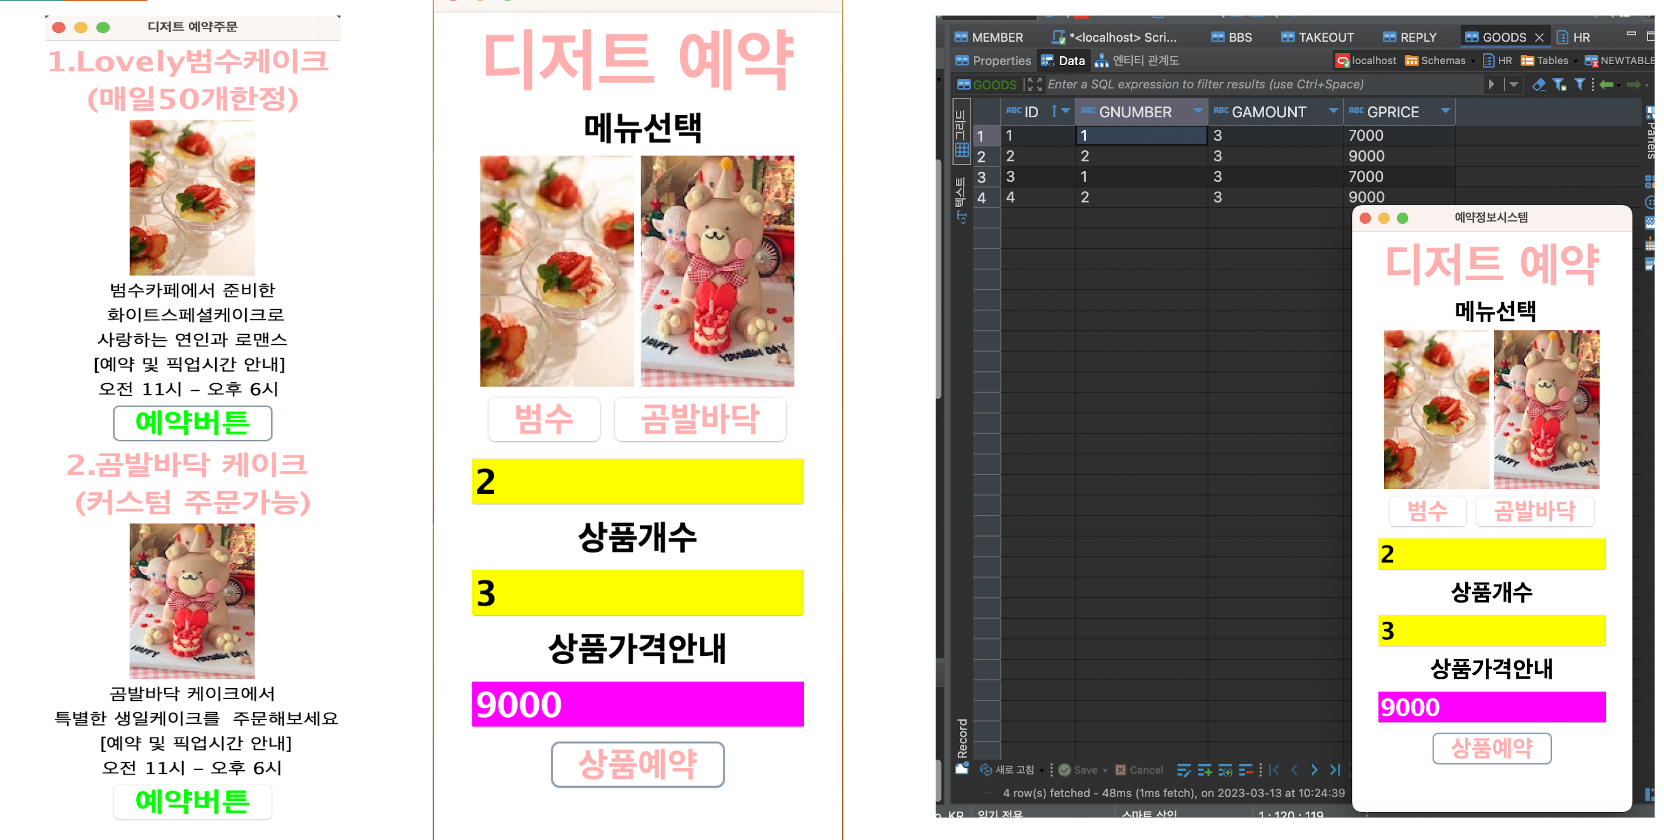 디저트 예약주문
1.Lovely범수케이크
(매일50개한정)
범수카페에서 준비한
화이트스페셜케이크로
사랑하는 연인과 로맨스
[예약 및 픽업시간 안내]
오전 11시 – 오후 6시
예약버튼
2.곰발바닥 케이크
(커스텀 주문가능)
곰발바닥 케이크에서
특별한 생일케이크를 주문해보세요
[예약 및 픽업시간 안내]
오전 11시 – 오후 6시
예약버튼
디저트 예약
메뉴선택
HAPPY
범수 곰발바닥
2
상품개수
3
상품가격안내
9000
상품예약
MEMBER *<localhost> Scri... BBS TAKEOUT REPLY GOODS HR
Properties Data 엔티티 관계도 localhost Schemas HR Tables NEWTABLE
GOODS Enter a SQL expression to filter results (use Ctrl+Space)
그리드
텍스트
Record
Panels
ABC ID ABC GNUMBER ABC GAMOUNT ABC GPRICE
1 1 1 3 7000
2 2 2 3 9000
3 3 1 3 7000
4 4 2 3 9000
새로 고침 Save Cancel
4 row(s) fetched - 48ms (1ms fetch), on 2023-03-13 at 10:24:39
KR 읽기 전용 스마트 삽입 1 : 120 : 119
예약정보시스템
디저트 예약
메뉴선택
HAPPY
범수 곰발바닥
2
상품개수
3
상품가격안내
9000
상품예약